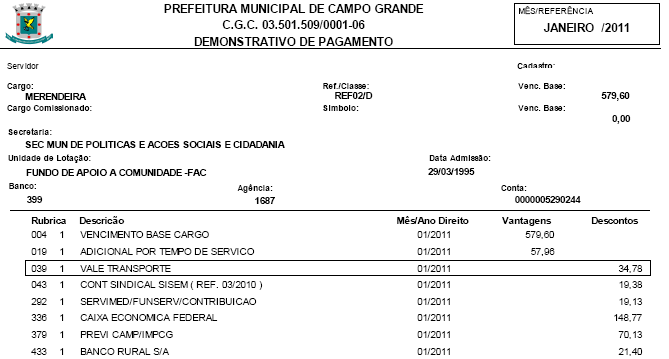 PREFEITURA MUNICIPAL DE CAMPO GRANDE
C.G.C. 03.501.509/0001-06
DEMONSTRATIVO DE PAGAMENTO
MÊS/REFERÊNCIA
JANEIRO /2011
Servidor Cadastro:
Cargo: Ref./Classe: Venc. Base:
MERENDEIRA REF02/D 579,60
Cargo Comissionado: Símbolo: Venc. Base:
0,00
Secretaria:
SEC MUN DE POLITICAS E ACOES SOCIAIS E CIDADANIA
Unidade de Lotação: Data Admissão:
FUNDO DE APOIO A COMUNIDADE -FAC 29/03/1995
Banco: Agência: Conta:
399 1687 0000005290244
Rubrica Descrição Mês/Ano Direito Vantagens Descontos
004 1 VENCIMENTO BASE CARGO 01/2011 579,60
019 1 ADICIONAL POR TEMPO DE SERVICO 01/2011 57,96
039 1 VALE TRANSPORTE 01/2011 34,78
043 1 CONT SINDICAL SISEM ( REF. 03/2010 ) 01/2011 19,38
292 1 SERVIMED/FUNSERV/CONTRIBUICAO 01/2011 19,13
336 1 CAIXA ECONOMICA FEDERAL 01/2011 148,77
379 1 PREVI CAMP/IMPCG 01/2011 70,13
433 1 BANCO RURAL S/A 01/2011 21,40